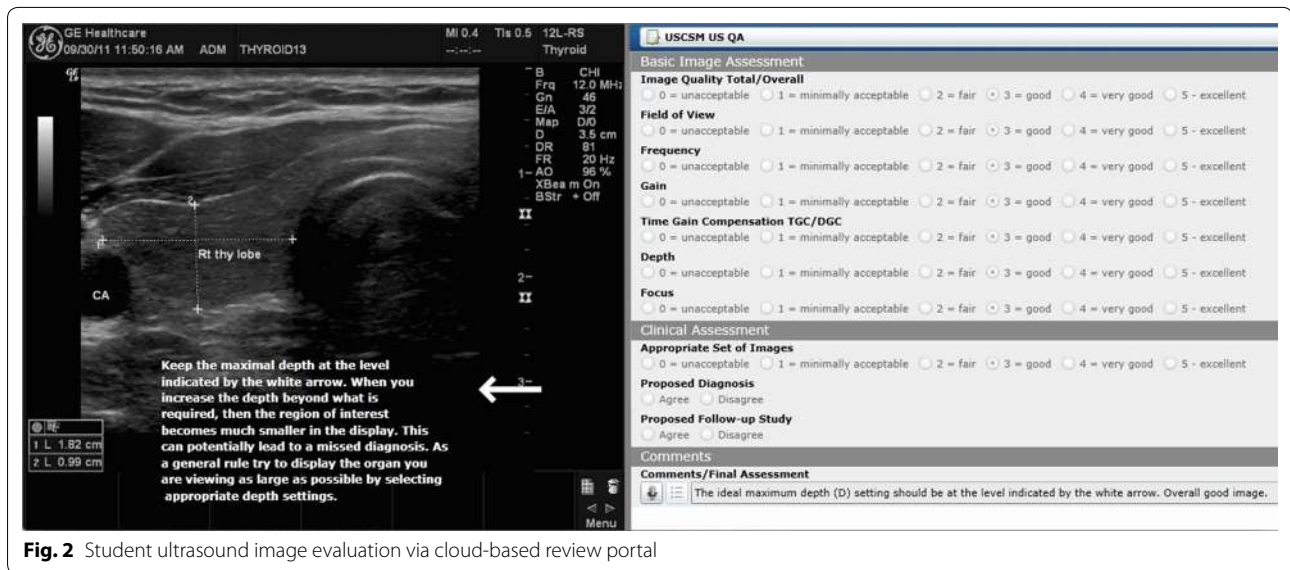 GE Healthcare
09/30/11 11:50:16 AM ADM THYROID13
MI 0.4 TIs 0.5 12L-RS
--:--:-- Thyroid
B CHI
Frq 12.0 MHz
Gn 46
E/A 3/2
Map D/0
D 3.5 cm
DR 81
FR 20 Hz
AO 96 %
XBeam On
BStr + Off
1-
2-
3-
2
1
Rt thy lobe
CA
Keep the maximal depth at the level
indicated by the white arrow. When you
increase the depth beyond what is
required, then the region of interest
becomes much smaller in the display. This
can potentially lead to a missed diagnosis. As
a general rule try to display the organ you
are viewing as large as possible by selecting
appropriate depth settings.
1 L 1.82 cm
2 L 0.99 cm
Menu
USCSM US QA
Basic Image Assessment
Image Quality Total/Overall
0 = unacceptable 1 = minimally acceptable 2 = fair 3 = good 4 = very good 5 - excellent
Field of View
0 = unacceptable 1 = minimally acceptable 2 = fair 3 = good 4 = very good 5 - excellent
Frequency
0 = unacceptable 1 = minimally acceptable 2 = fair 3 = good 4 = very good 5 - excellent
Gain
0 = unacceptable 1 = minimally acceptable 2 = fair 3 = good 4 = very good 5 - excellent
Time Gain Compensation TGC/DGC
0 = unacceptable 1 = minimally acceptable 2 = fair 3 = good 4 = very good 5 - excellent
Depth
0 = unacceptable 1 = minimally acceptable 2 = fair 3 = good 4 = very good 5 - excellent
Focus
0 = unacceptable 1 = minimally acceptable 2 = fair 3 = good 4 = very good 5 - excellent
Clinical Assessment
Appropriate Set of Images
0 = unacceptable 1 = minimally acceptable 2 = fair 3 = good 4 = very good 5 - excellent
Proposed Diagnosis
Agree Disagree
Proposed Follow-up Study
Agree Disagree
Comments
Comments/Final Assessment
The ideal maximum depth (D) setting should be at the level indicated by the white arrow. Overall good image.
Fig. 2 Student ultrasound image evaluation via cloud-based review portal